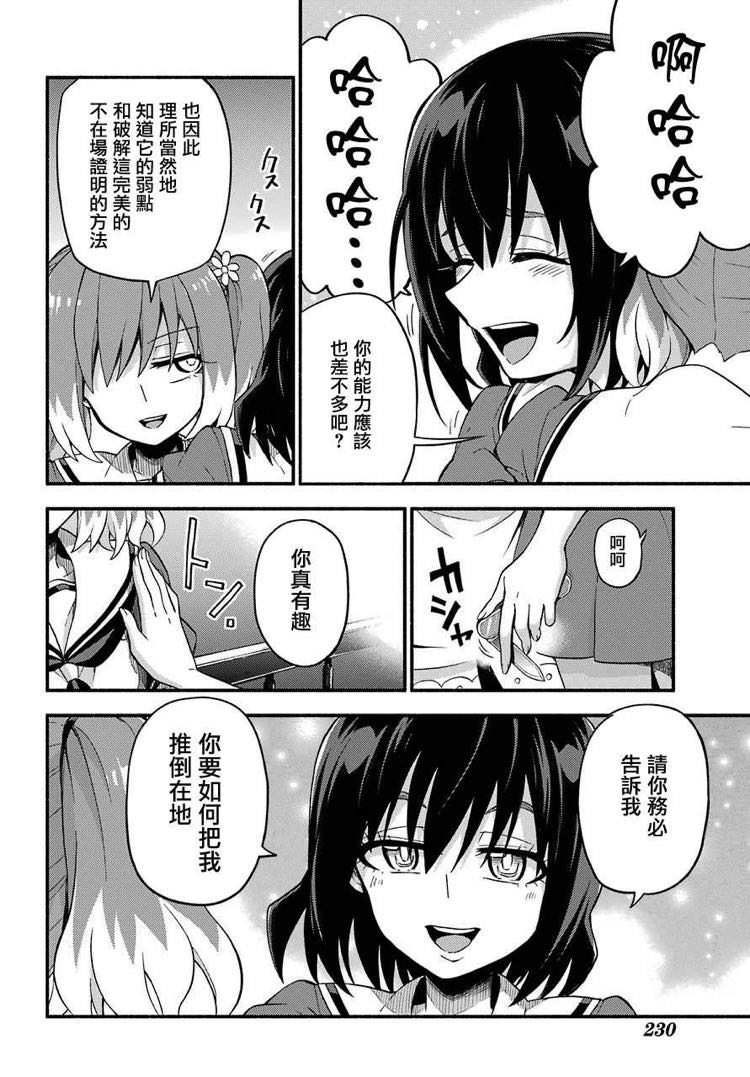 啊哈哈
哈哈哈哈…
你的能力應該
也差不多吧?
クスクス
也因此
理所當然地
知道它的弱點
和破解這完美的
不在場證明的方法
呵呵
カシャ
你真有趣
トン。
請你務必
告訴我
你要如何把我
推倒在地
230